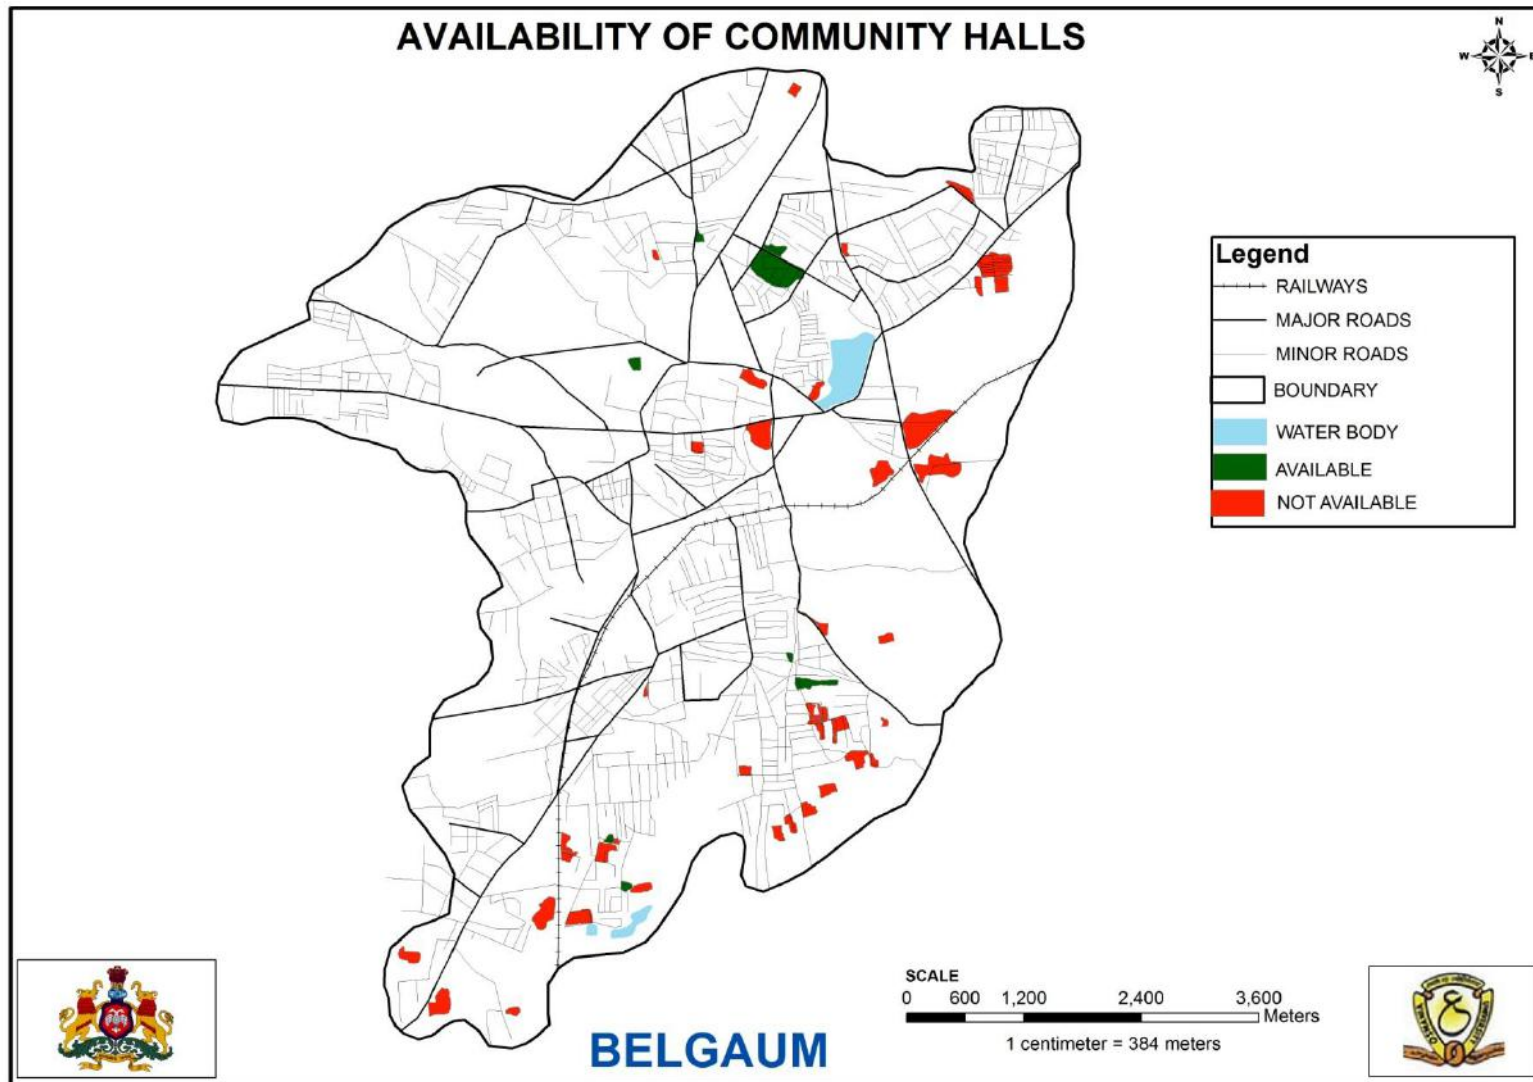 AVAILABILITY OF COMMUNITY HALLS
N
W E
S
Legend
RAILWAYS
MAJOR ROADS
MINOR ROADS
BOUNDARY
WATER BODY
AVAILABLE
NOT AVAILABLE
SCALE
0 600 1,200 2,400 3,600
Meters
1 centimeter = 384 meters
BELGAUM